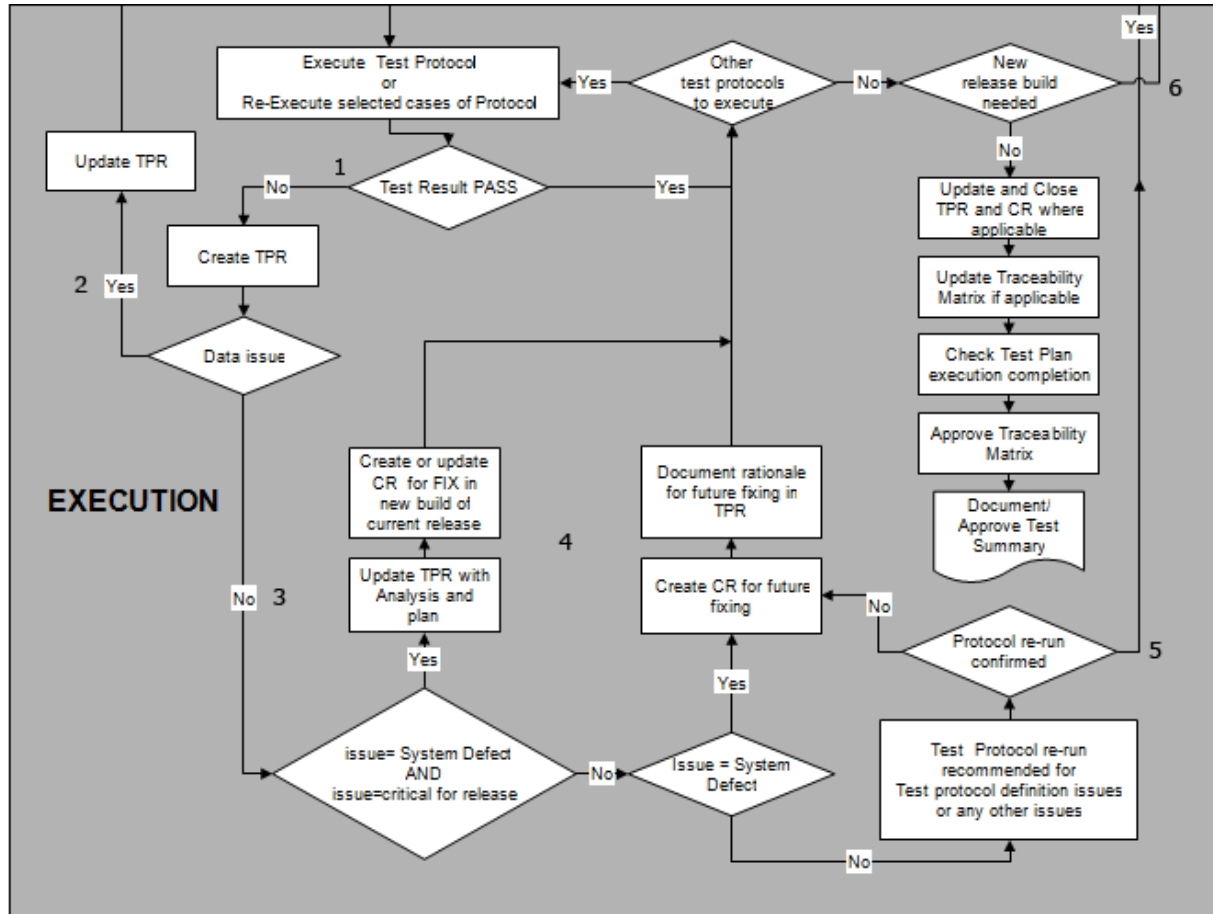 Yes
Execute Test Protocol
or
Re-Execute selected cases of Protocol
Yes
Other
test protocols
to execute
No
New
release build
needed
6
Update TPR
1
No
Test Result PASS
Yes
No
Create TPR
Update and Close
TPR and CR where
applicable
2
Yes
Update Traceability
Matrix if applicable
Data issue
Check Test Plan
execution completion
Approve Traceability
Matrix
EXECUTION
Create or update
CR for FIX in
new build of
current release
Document rationale
for future fixing in
TPR
Document/
Approve Test
Summary
4
No
3
Update TPR with
Analysis and
plan
Create CR for future
fixing
No
Protocol re-run
confirmed
5
Yes
Yes
issue= System Defect
AND
issue=critical for release
No
Issue = System
Defect
Test Protocol re-run
recommended for
Test protocol definition issues
or any other issues
No